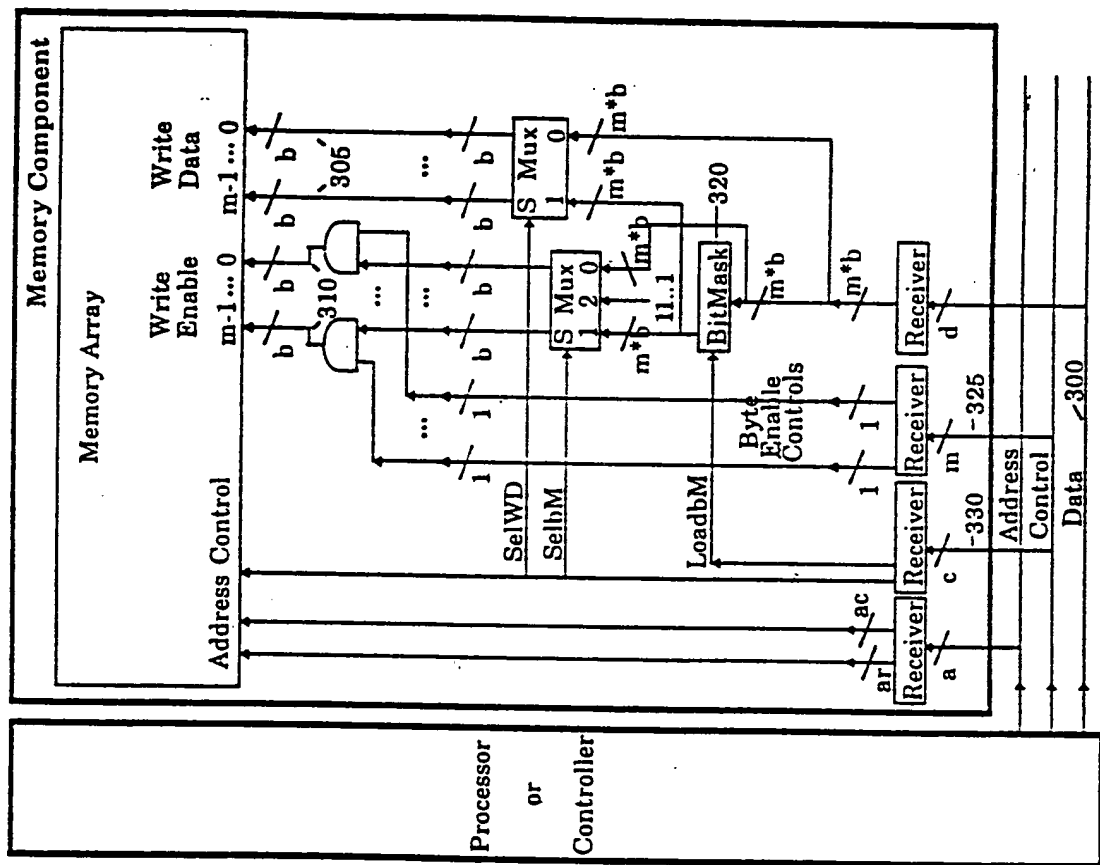 Memory Component
Memory Array
Address Control
Write
Enable
m-1 ... 0
Write
Data
m-1 ... 0
b
b
310
...
b
b
305
...
1
1
...
b
b
...
b
b
...
SelWD
SelbM
S Mux
1 2 0
S Mux
1 0
m*b
11...1
m*b
m*b
m*b
LoadbM
BitMask
320
Byte
Enable
Controls
m*b
ar
ac
1
1
m*b
Receiver
Receiver
Receiver
Receiver
a
c
330
m
325
d
Processor
or
Controller
Address
Control
Data
300